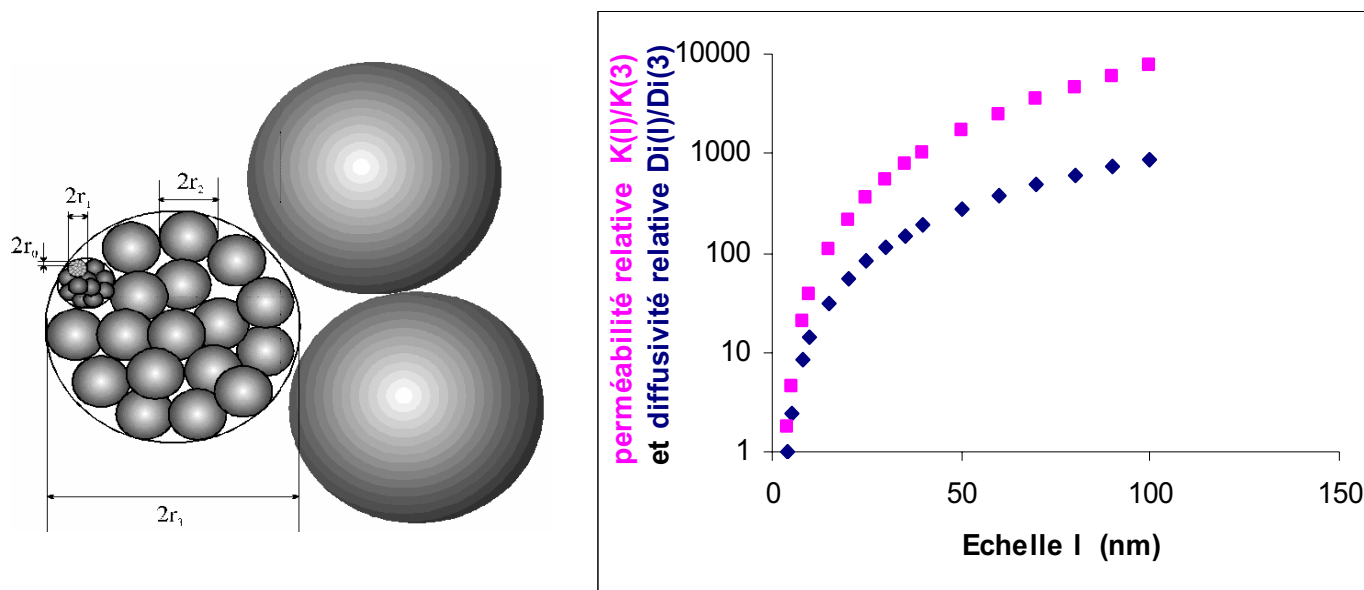 2r₂
2r₁
2r₀
2r₃
perméabilité relative K(l)/K(3)
et diffusivité relative Di(l)/Di(3)
10000
1000
100
10
1
0
50
100
150
Echelle l (nm)